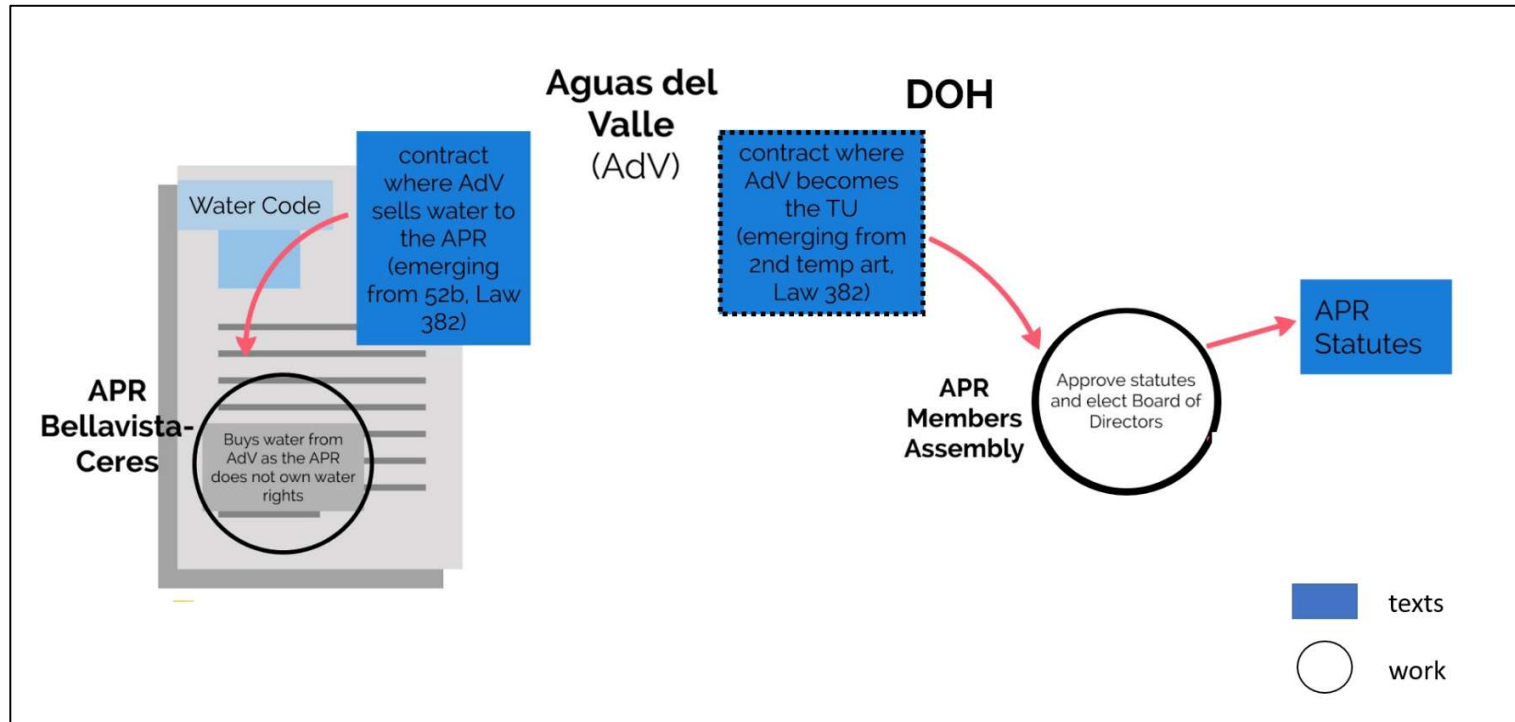 Aguas del
Valle
(AdV)
DOH
Water Code
contract
where AdV
sells water to
the APR
(emerging
from 52b, Law
382)
contract where
AdV becomes
the TU
(emerging from
2nd temp art,
Law 382)
APR
Bellavista-
Ceres
Buys water from
AdV as the APR
does not own water
rights
APR
Members
Assembly
Approve statutes
and elect Board of
Directors
APR
Statutes
texts
work